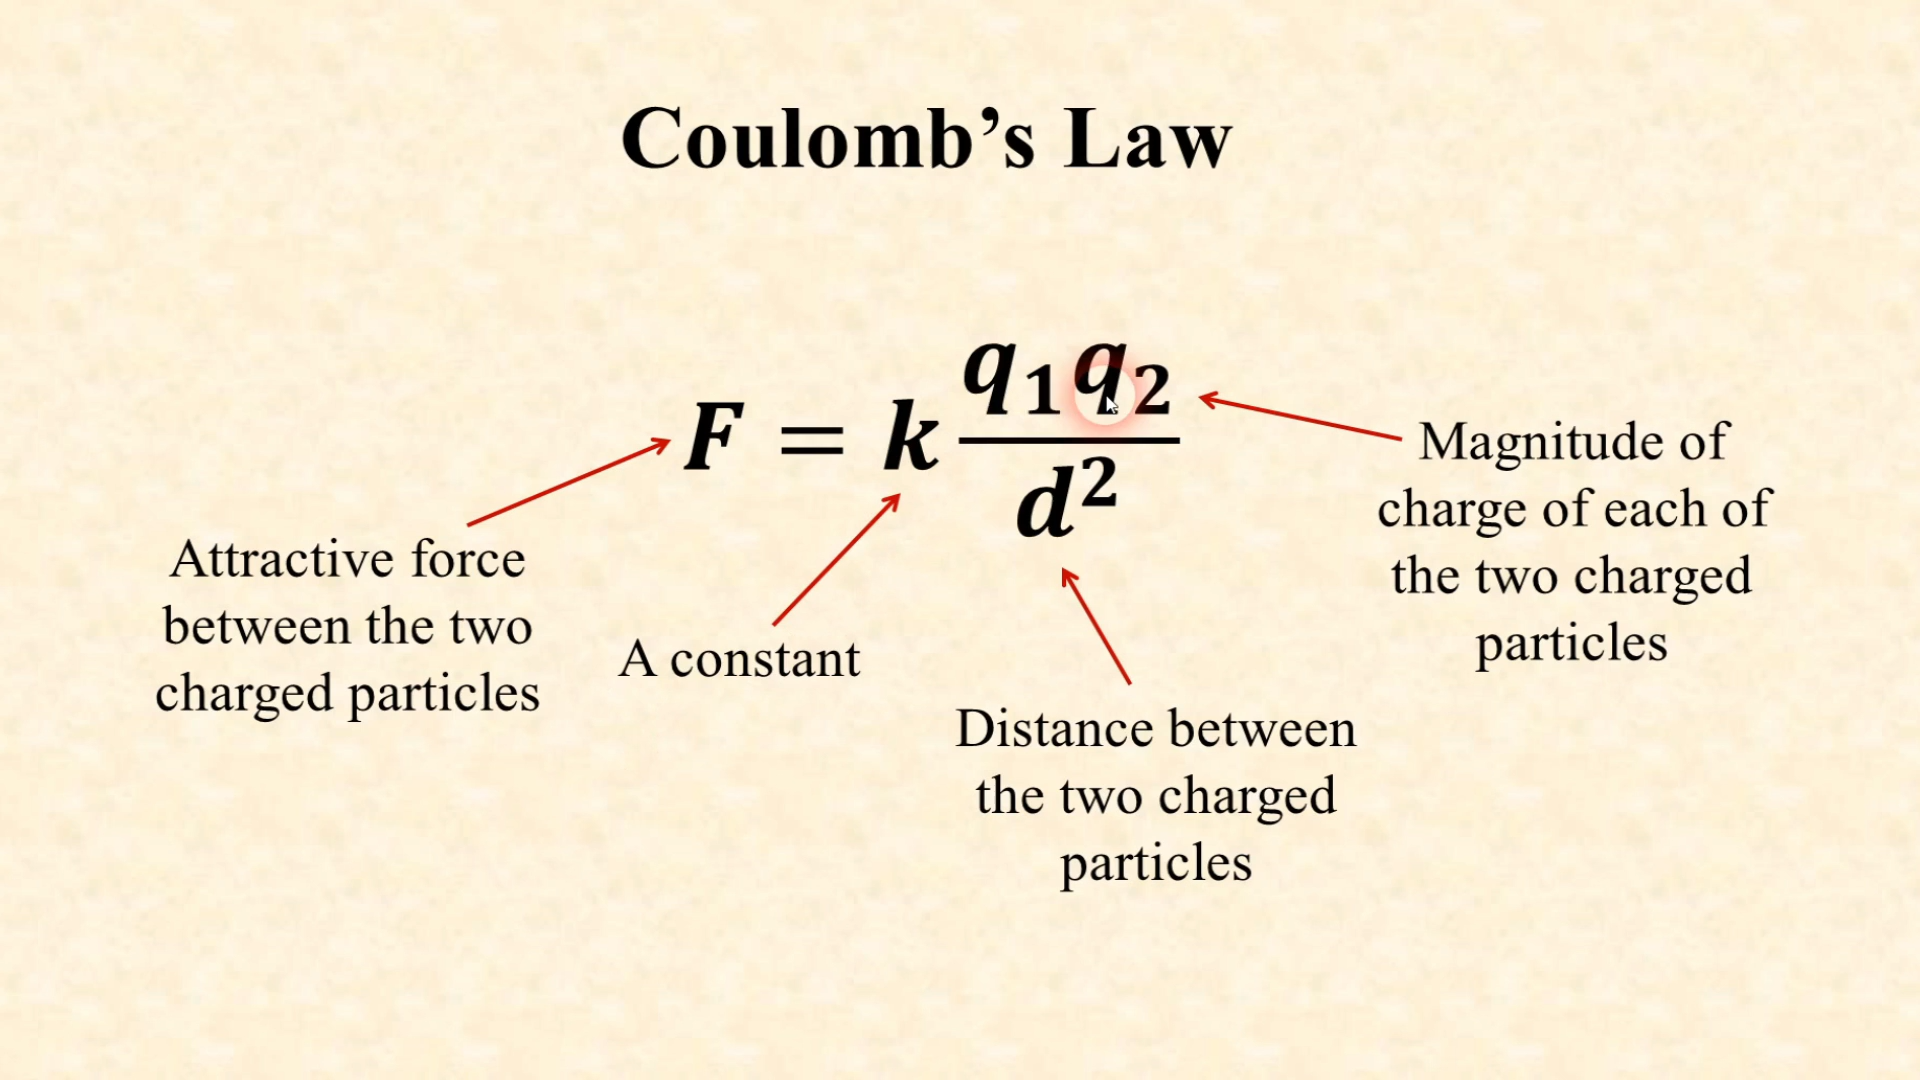 Coulomb’s Law
F = k q₁q₂ / d²
Attractive force
between the two
charged particles
A constant
Distance between
the two charged
particles
Magnitude of
charge of each of
the two charged
particles